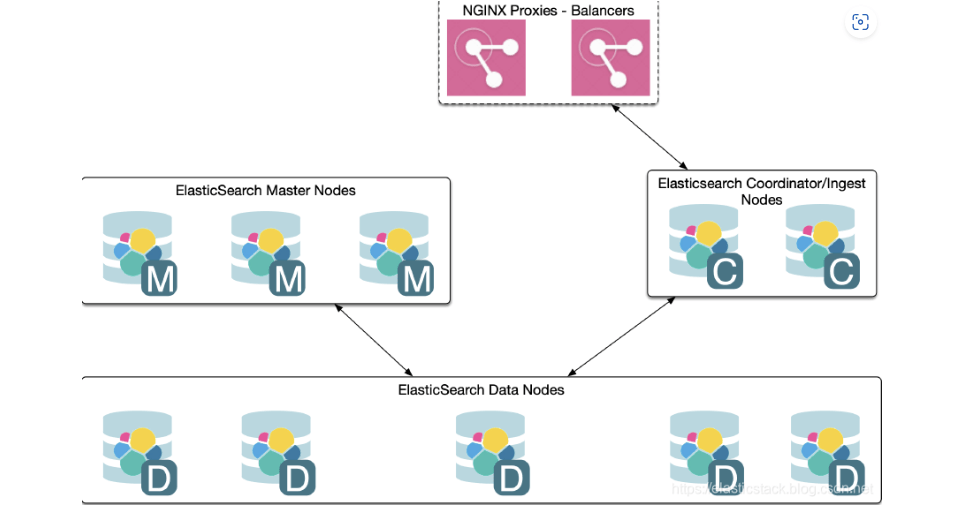 NGINX Proxies - Balancers
ElasticSearch Master Nodes
M M M
Elasticsearch Coordinator/Ingest
Nodes
C C
ElasticSearch Data Nodes
D D D D D
https://elasticstack.blog.csdn.net